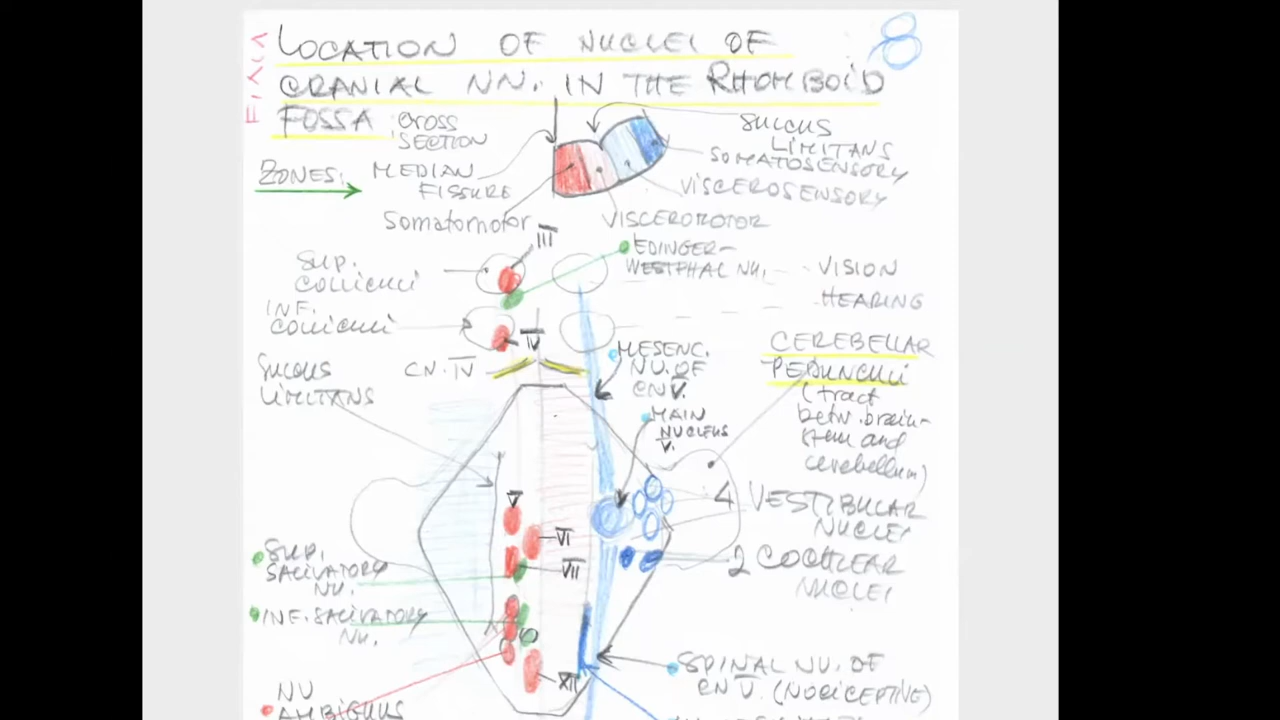 FIALA
LOCATION OF NUCLEI OF
CRANIAL NN. IN THE RHOMBOID
FOSSA
8
CROSS
SECTION
ZONES:
MEDIAN
FISSURE
SULCUS
LIMITANS
SOMATOSENSORY
VISCEROSENSORY
Somatomotor
VISCEROMOTOR
III
EDINGER-
WESTPHAL NU.
VISION
HEARING
SUP.
COLLICULI
INF.
COLLICULI
IV
CN. IV
SULCUS
LIMITANS
MESENC.
NU. OF
CN V.
MAIN
NUCLEUS
V.
CEREBELLAR
PEDUNCULI
(tract
betw. brain-
stem and
cerebellum)
4 VESTIBULAR
NUCLEI
2 COCHLEAR
NUCLEI
V
VI
VII
SUP.
SALIVATORY
NU.
INF. SALIVATORY
NU.
XII
NU
AMBIGUUS
SPINAL NU. OF
CN V. (NOCICEPTIVE)